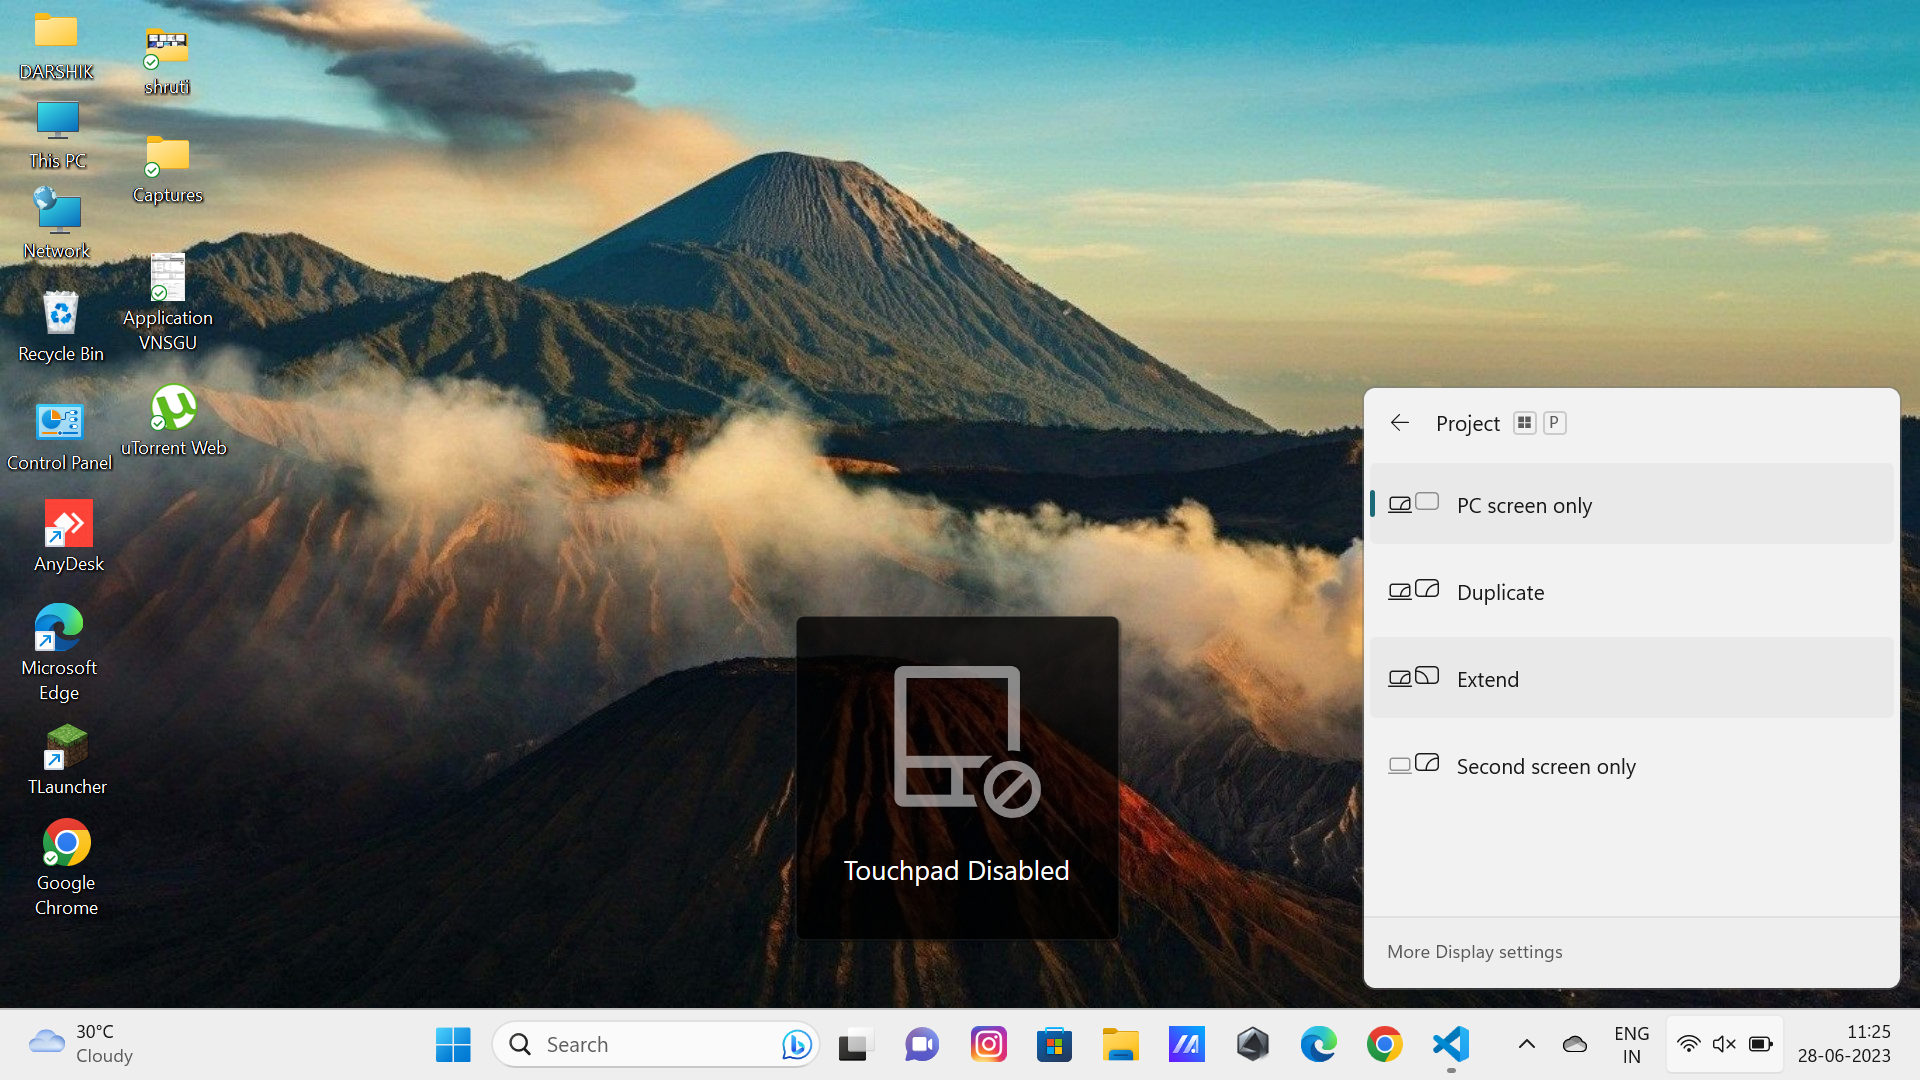 DARSHIK
shruti
This PC
Captures
Network
Application
VNSGU
Recycle Bin
uTorrent Web
Control Panel
AnyDesk
Microsoft
Edge
TLauncher
Google
Chrome
Touchpad Disabled
Project P
PC screen only
Duplicate
Extend
Second screen only
More Display settings
30°C
Cloudy
Search
ENG
IN
11:25
28-06-2023